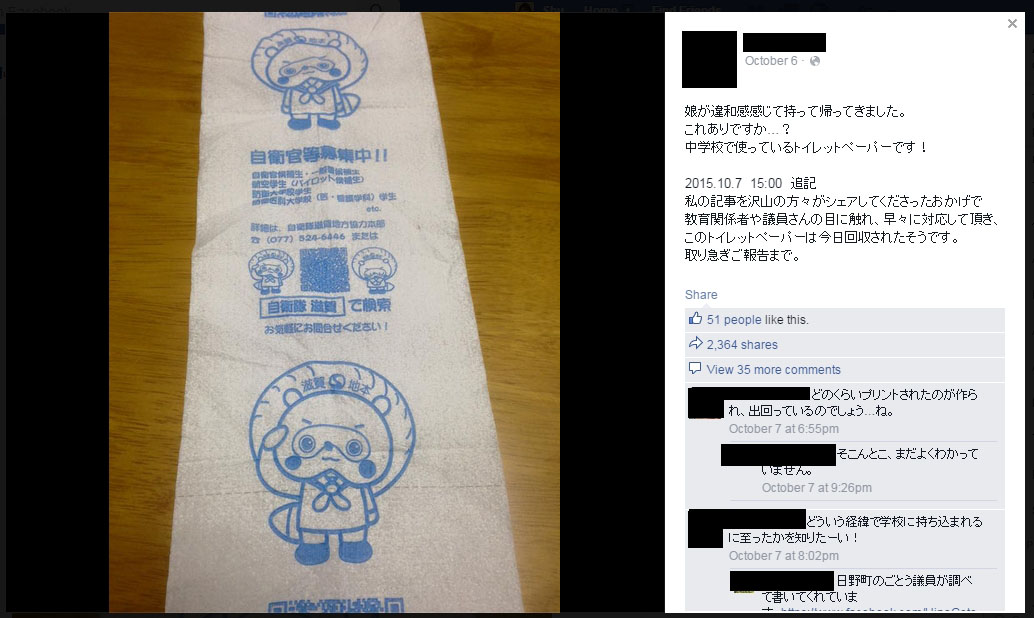 滋賀 地本
自衛官等募集中!!
自衛官候補生・一般曹候補生
航空学生（パイロット候補生）
防衛大学校学生
防衛医科大学校（医・看護学科）学生
etc.
詳細は、自衛隊滋賀地方協力本部
☎ (077) 524-6446 または
自衛隊 滋賀 で検索
お気軽にお問合せください！
滋賀 地本
October 6 ·
娘が違和感感じて持って帰ってきました。
これありですか…？
中学校で使っているトイレットペーパーです！
2015.10.7 15:00 追記
私の記事を沢山の方々がシェアしてくださったおかげで
教育関係者や議員さんの目に触れ、早々に対応して頂き、
このトイレットペーパーは今日回収されたそうです。
取り急ぎご報告まで。
Share
51 people like this.
2,364 shares
View 35 more comments
どのくらいプリントされたのが作ら
れ、出回っているのでしょう…ね。
October 7 at 6:55pm
そこんとこ、まだよくわかって
いません。
October 7 at 9:26pm
どういう経緯で学校に持ち込まれる
に至ったかを知りたーい！
October 7 at 8:02pm
日野町のごとう議員が調べ
て書いてくれていま